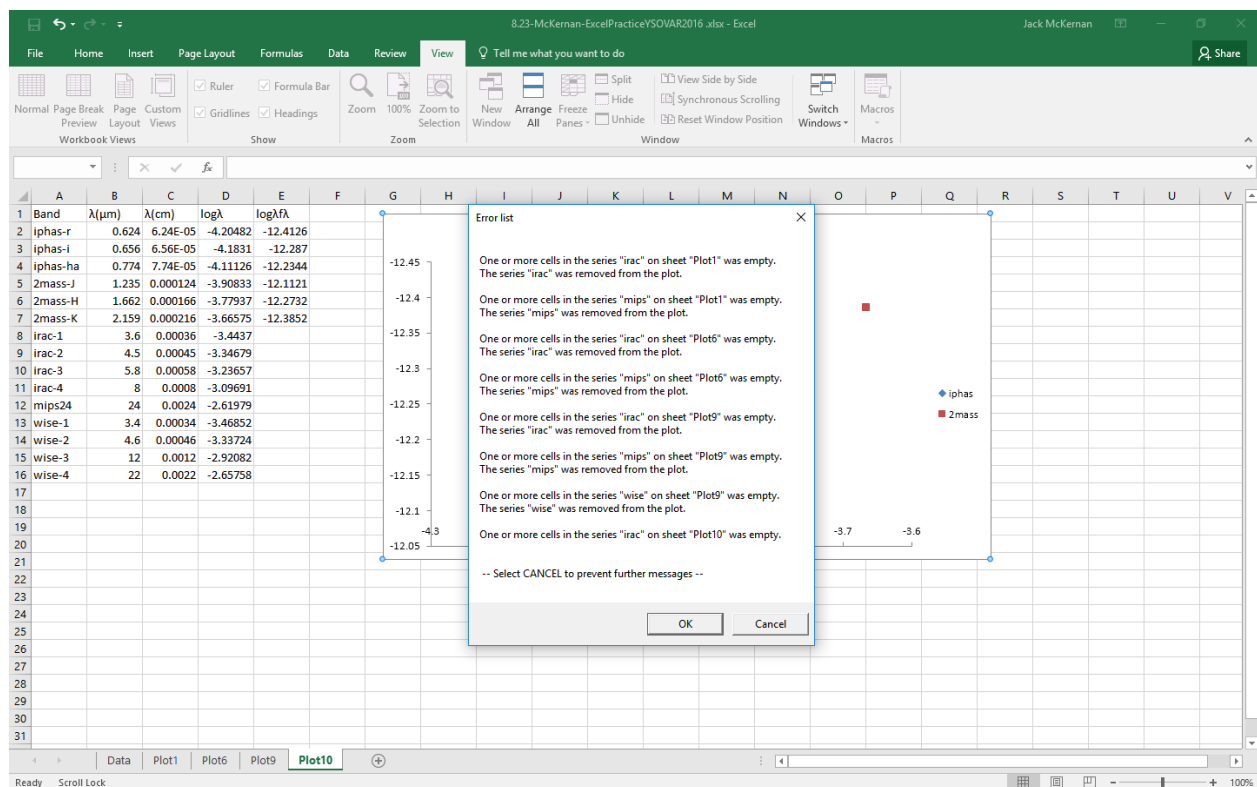 8.23-McKernan-ExcelPracticeYSOVAR2016 .xlsx - Excel
Jack McKernan
File Home Insert Page Layout Formulas Data Review View Tell me what you want to do Share
Normal Page Break Preview Page Layout Custom Views
Workbook Views
Ruler Formula Bar
Gridlines Headings
Show
Zoom 100% Zoom to Selection
Zoom
New Window Arrange All Freeze Panes
Split
Hide
Unhide
View Side by Side
Synchronous Scrolling
Reset Window Position
Switch Windows
Window
Macros
Macros
fx
A B C D E F G H I J K L M N O P Q R S T U V
1 Band λ(μm) λ(cm) logλ logλfλ
2 iphas-r 0.624 6.24E-05 -4.20482 -12.4126
3 iphas-i 0.656 6.56E-05 -4.1831 -12.287
4 iphas-ha 0.774 7.74E-05 -4.11126 -12.2344
5 2mass-J 1.235 0.000124 -3.90833 -12.1121
6 2mass-H 1.662 0.000166 -3.77937 -12.2732
7 2mass-K 2.159 0.000216 -3.66575 -12.3852
8 irac-1 3.6 0.00036 -3.4437
9 irac-2 4.5 0.00045 -3.34679
10 irac-3 5.8 0.00058 -3.23657
11 irac-4 8 0.0008 -3.09691
12 mips24 24 0.0024 -2.61979
13 wise-1 3.4 0.00034 -3.46852
14 wise-2 4.6 0.00046 -3.33724
15 wise-3 12 0.0012 -2.92082
16 wise-4 22 0.0022 -2.65758
17
18
19
20
21
22
23
24
25
26
27
28
29
30
31
-12.45
-12.4
-12.35
-12.3
-12.25
-12.2
-12.15
-12.1
-12.05
-4.3 -3.7 -3.6
iphas
2mass
Error list
One or more cells in the series "irac" on sheet "Plot1" was empty.
The series "irac" was removed from the plot.
One or more cells in the series "mips" on sheet "Plot1" was empty.
The series "mips" was removed from the plot.
One or more cells in the series "irac" on sheet "Plot6" was empty.
The series "irac" was removed from the plot.
One or more cells in the series "mips" on sheet "Plot6" was empty.
The series "mips" was removed from the plot.
One or more cells in the series "irac" on sheet "Plot9" was empty.
The series "irac" was removed from the plot.
One or more cells in the series "mips" on sheet "Plot9" was empty.
The series "mips" was removed from the plot.
One or more cells in the series "wise" on sheet "Plot9" was empty.
The series "wise" was removed from the plot.
One or more cells in the series "irac" on sheet "Plot10" was empty.
-- Select CANCEL to prevent further messages --
OK Cancel
Data Plot1 Plot6 Plot9 Plot10
Ready Scroll Lock 100%